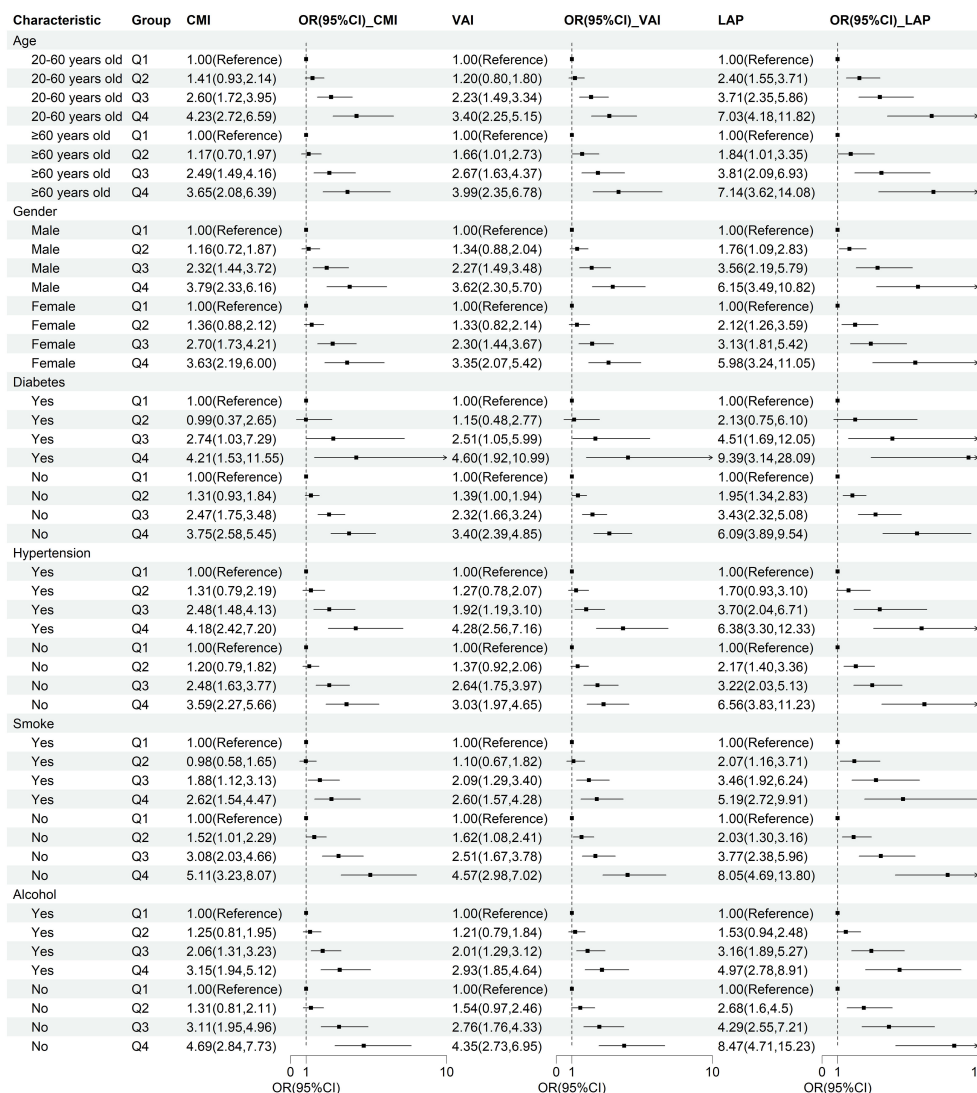 Characteristic Group CMI OR(95%CI)_CMI VAI OR(95%CI)_VAI LAP OR(95%CI)_LAP
Age
20-60 years old Q1 1.00(Reference) 1.00(Reference) 1.00(Reference)
20-60 years old Q2 1.41(0.93,2.14) 1.20(0.80,1.80) 2.40(1.55,3.71)
20-60 years old Q3 2.60(1.72,3.95) 2.23(1.49,3.34) 3.71(2.35,5.86)
20-60 years old Q4 4.23(2.72,6.59) 3.40(2.25,5.15) 7.03(4.18,11.82)
≥60 years old Q1 1.00(Reference) 1.00(Reference) 1.00(Reference)
≥60 years old Q2 1.17(0.70,1.97) 1.66(1.01,2.73) 1.84(1.01,3.35)
≥60 years old Q3 2.49(1.49,4.16) 2.67(1.63,4.37) 3.81(2.09,6.93)
≥60 years old Q4 3.65(2.08,6.39) 3.99(2.35,6.78) 7.14(3.62,14.08)
Gender
Male Q1 1.00(Reference) 1.00(Reference) 1.00(Reference)
Male Q2 1.16(0.72,1.87) 1.34(0.88,2.04) 1.76(1.09,2.83)
Male Q3 2.32(1.44,3.72) 2.27(1.49,3.48) 3.56(2.19,5.79)
Male Q4 3.79(2.33,6.16) 3.62(2.30,5.70) 6.15(3.49,10.82)
Female Q1 1.00(Reference) 1.00(Reference) 1.00(Reference)
Female Q2 1.36(0.88,2.12) 1.33(0.82,2.14) 2.12(1.26,3.59)
Female Q3 2.70(1.73,4.21) 2.30(1.44,3.67) 3.13(1.81,5.42)
Female Q4 3.63(2.19,6.00) 3.35(2.07,5.42) 5.98(3.24,11.05)
Diabetes
Yes Q1 1.00(Reference) 1.00(Reference) 1.00(Reference)
Yes Q2 0.99(0.37,2.65) 1.15(0.48,2.77) 2.13(0.75,6.10)
Yes Q3 2.74(1.03,7.29) 2.51(1.05,5.99) 4.51(1.69,12.05)
Yes Q4 4.21(1.53,11.55) 4.60(1.92,10.99) 9.39(3.14,28.09)
No Q1 1.00(Reference) 1.00(Reference) 1.00(Reference)
No Q2 1.31(0.93,1.84) 1.39(1.00,1.94) 1.95(1.34,2.83)
No Q3 2.47(1.75,3.48) 2.32(1.66,3.24) 3.43(2.32,5.08)
No Q4 3.75(2.58,5.45) 3.40(2.39,4.85) 6.09(3.89,9.54)
Hypertension
Yes Q1 1.00(Reference) 1.00(Reference) 1.00(Reference)
Yes Q2 1.31(0.79,2.19) 1.27(0.78,2.07) 1.70(0.93,3.10)
Yes Q3 2.48(1.48,4.13) 1.92(1.19,3.10) 3.70(2.04,6.71)
Yes Q4 4.18(2.42,7.20) 4.28(2.56,7.16) 6.38(3.30,12.33)
No Q1 1.00(Reference) 1.00(Reference) 1.00(Reference)
No Q2 1.20(0.79,1.82) 1.37(0.92,2.06) 2.17(1.40,3.36)
No Q3 2.48(1.63,3.77) 2.64(1.75,3.97) 3.22(2.03,5.13)
No Q4 3.59(2.27,5.66) 3.03(1.97,4.65) 6.56(3.83,11.23)
Smoke
Yes Q1 1.00(Reference) 1.00(Reference) 1.00(Reference)
Yes Q2 0.98(0.58,1.65) 1.10(0.67,1.82) 2.07(1.16,3.71)
Yes Q3 1.88(1.12,3.13) 2.09(1.29,3.40) 3.46(1.92,6.24)
Yes Q4 2.62(1.54,4.47) 2.60(1.57,4.28) 5.19(2.72,9.91)
No Q1 1.00(Reference) 1.00(Reference) 1.00(Reference)
No Q2 1.52(1.01,2.29) 1.62(1.08,2.41) 2.03(1.30,3.16)
No Q3 3.08(2.03,4.66) 2.51(1.67,3.78) 3.77(2.38,5.96)
No Q4 5.11(3.23,8.07) 4.57(2.98,7.02) 8.05(4.69,13.80)
Alcohol
Yes Q1 1.00(Reference) 1.00(Reference) 1.00(Reference)
Yes Q2 1.25(0.81,1.95) 1.21(0.79,1.84) 1.53(0.94,2.48)
Yes Q3 2.06(1.31,3.23) 2.01(1.29,3.12) 3.16(1.89,5.27)
Yes Q4 3.15(1.94,5.12) 2.93(1.85,4.64) 4.97(2.78,8.91)
No Q1 1.00(Reference) 1.00(Reference) 1.00(Reference)
No Q2 1.31(0.81,2.11) 1.54(0.97,2.46) 2.68(1.6,4.5)
No Q3 3.11(1.95,4.96) 2.76(1.76,4.33) 4.29(2.55,7.21)
No Q4 4.69(2.84,7.73) 4.35(2.73,6.95) 8.47(4.71,15.23)
0 1 10 0 1 10 0 1 1
OR(95%CI) OR(95%CI) OR(95%CI)